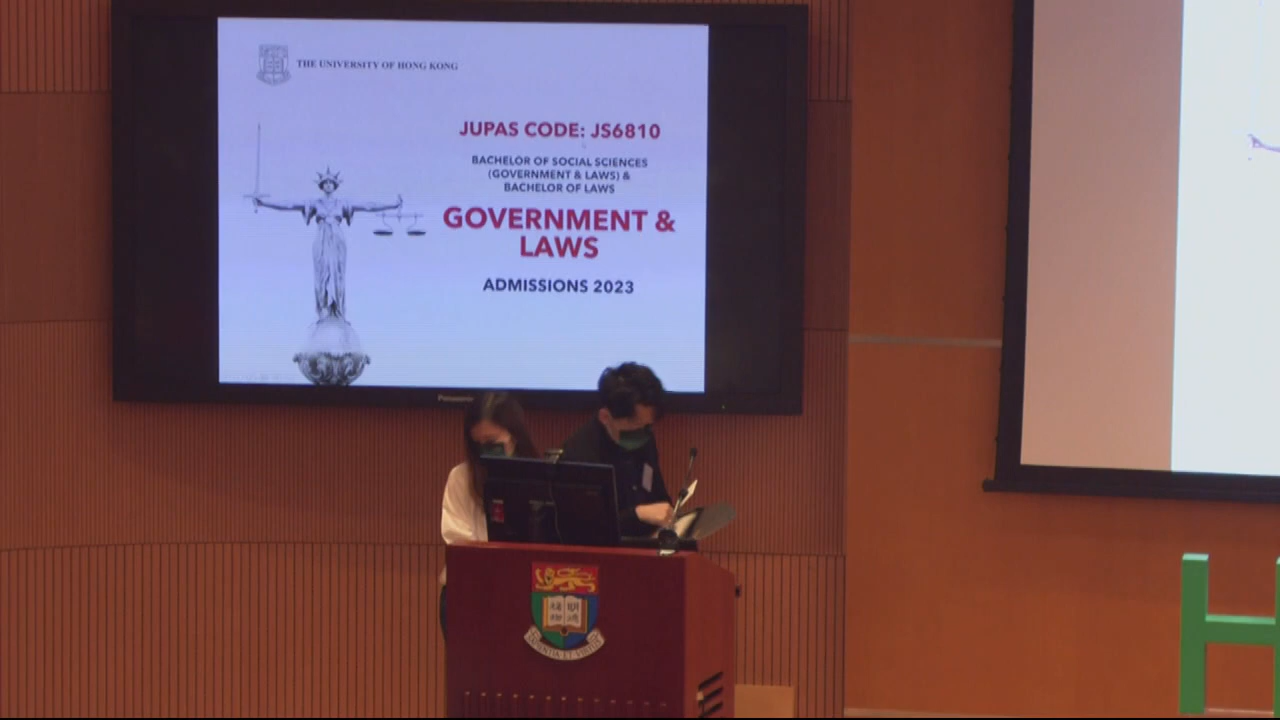 THE UNIVERSITY OF HONG KONG
JUPAS CODE: JS6810
BACHELOR OF SOCIAL SCIENCES
(GOVERNMENT & LAWS) &
BACHELOR OF LAWS
GOVERNMENT &
LAWS
ADMISSIONS 2023
Panasonic
H